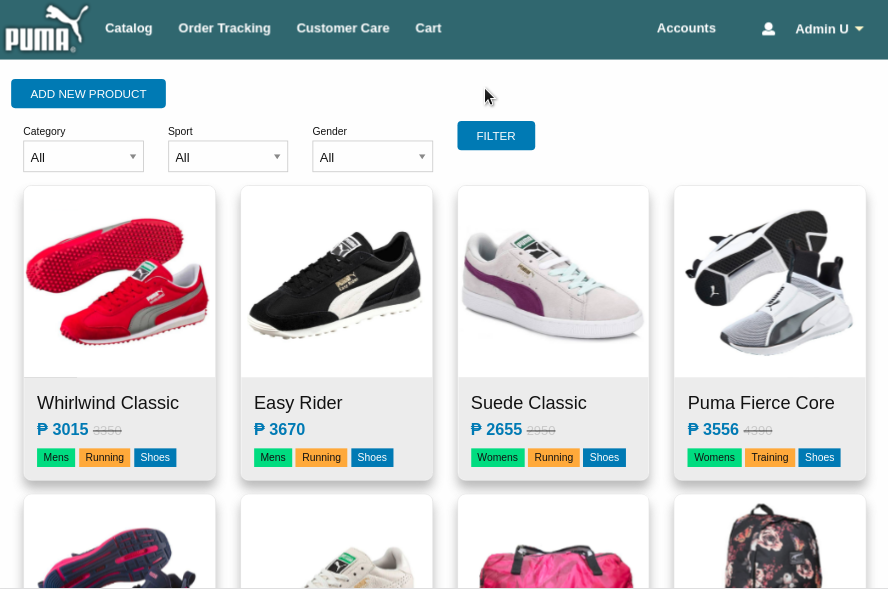 PUMA
Catalog Order Tracking Customer Care Cart Accounts Admin U
ADD NEW PRODUCT
Category Sport Gender
FILTER
All All All
Whirlwind Classic
₱ 3015 3350
Mens Running Shoes
Easy Rider
₱ 3670
Mens Running Shoes
Suede Classic
₱ 2655 2950
Womens Running Shoes
Puma Fierce Core
₱ 3556 4390
Womens Training Shoes